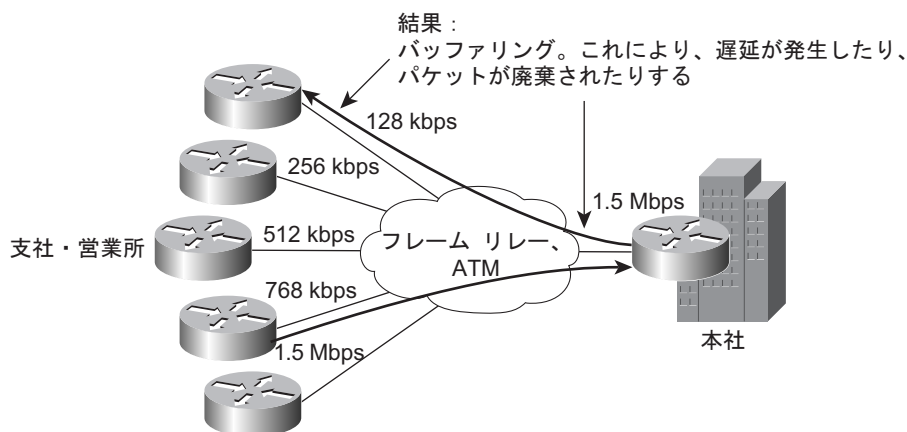 結果：
バッファリング。これにより、遅延が発生したり、
パケットが廃棄されたりする
128 kbps
256 kbps
1.5 Mbps
支社・営業所
512 kbps
フレーム リレー、
ATM
768 kbps
1.5 Mbps
本社